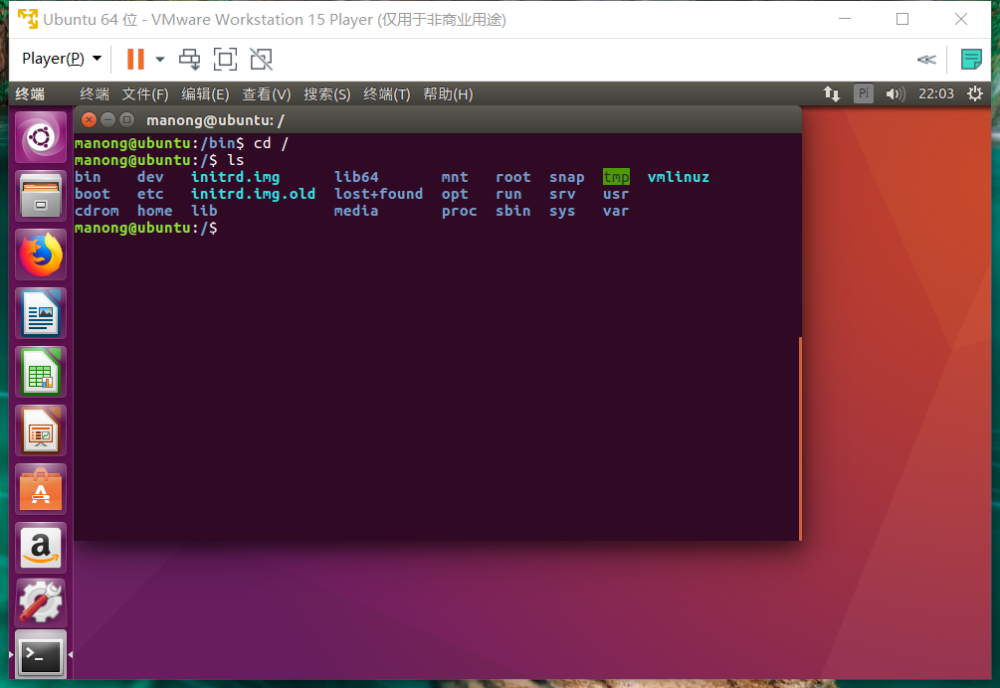 Ubuntu 64 位 - VMware Workstation 15 Player (仅用于非商业用途)
Player(P)
终端 终端 文件(F) 编辑(E) 查看(V) 搜索(S) 终端(T) 帮助(H) Pi 22:03
manong@ubuntu: /
manong@ubuntu:/bin$ cd /
manong@ubuntu:/$ ls
bin dev initrd.img lib64 mnt root snap tmp vmlinuz
boot etc initrd.img.old lost+found opt run srv usr
cdrom home lib media proc sbin sys var
manong@ubuntu:/$